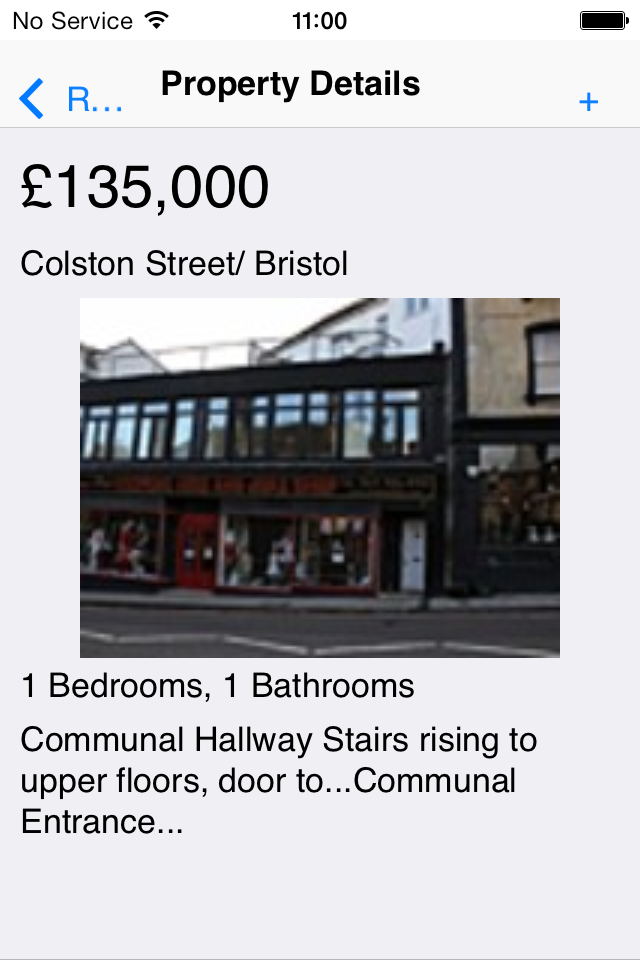 No Service 11:00
R... Property Details +
£135,000
Colston Street/ Bristol
1 Bedrooms, 1 Bathrooms
Communal Hallway Stairs rising to
upper floors, door to...Communal
Entrance...